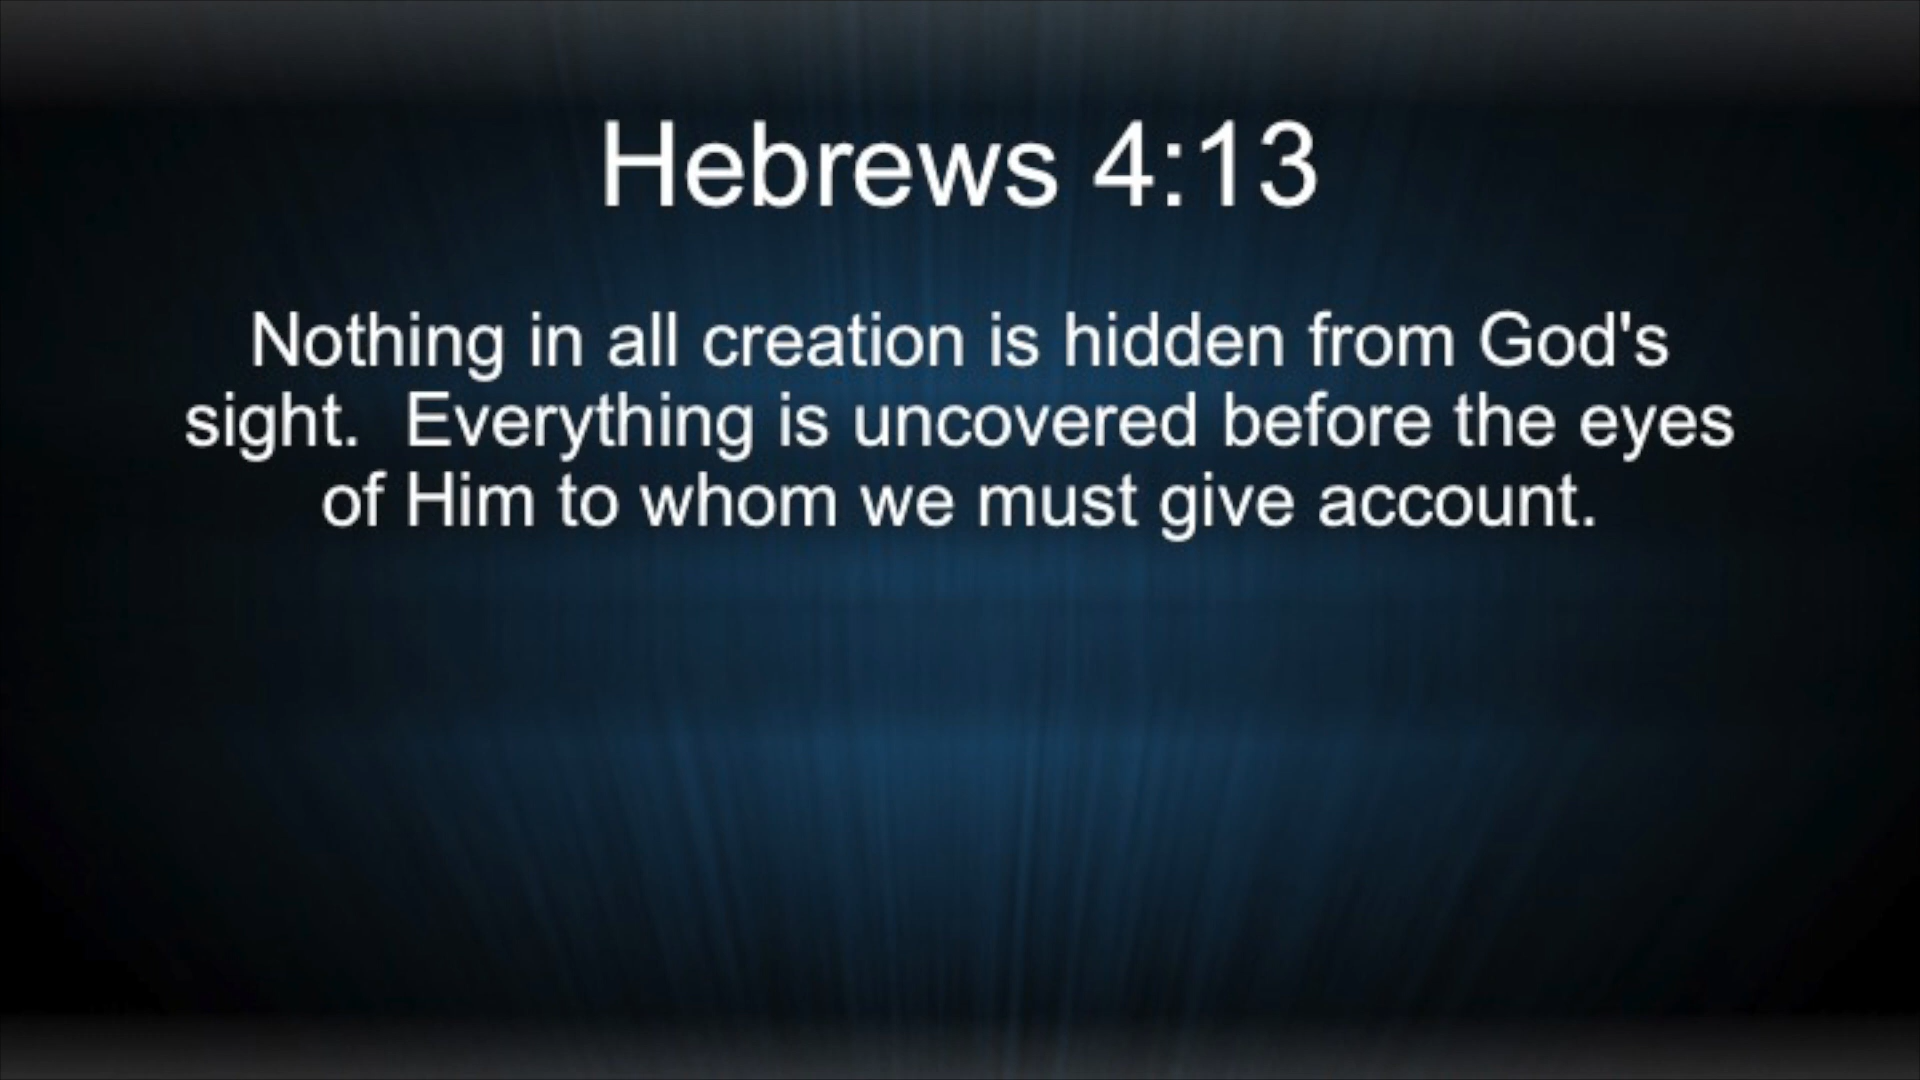 Hebrews 4:13
Nothing in all creation is hidden from God's
sight.  Everything is uncovered before the eyes
of Him to whom we must give account.